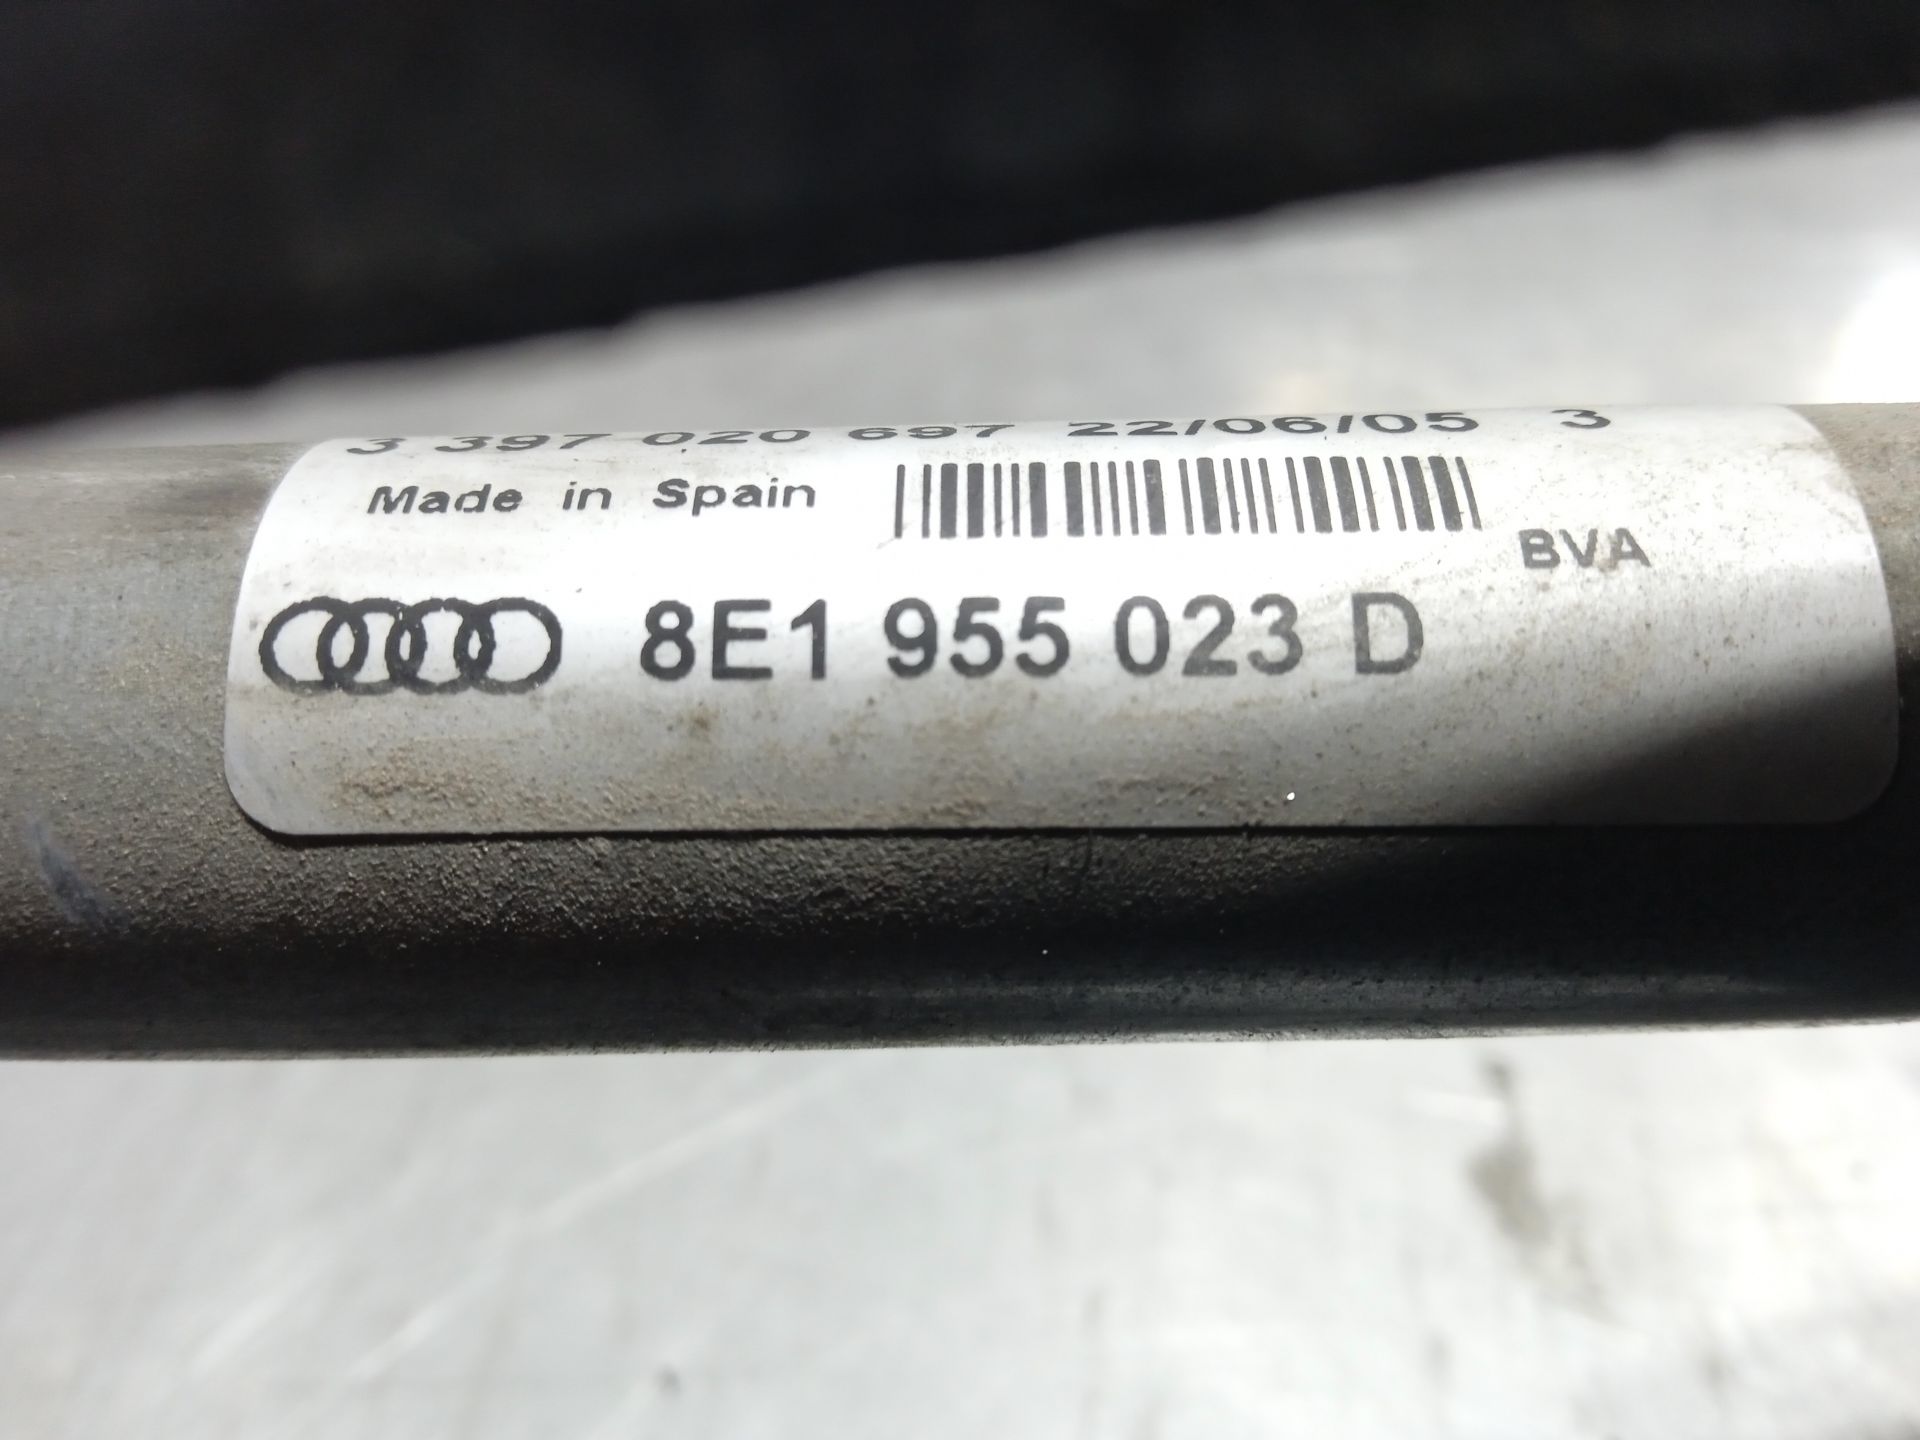 3 397 020 697 22/06/05 3
Made in Spain
BVA
8E1 955 023 D